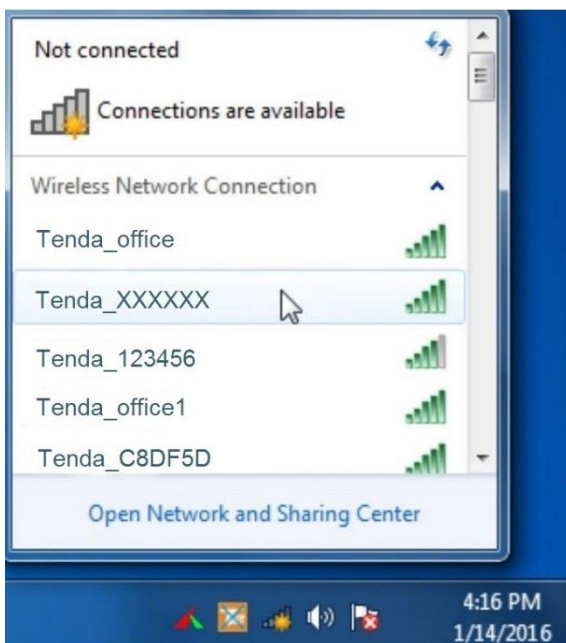 Not connected
Connections are available
Wireless Network Connection
Tenda_office
Tenda_XXXXXX
Tenda_123456
Tenda_office1
Tenda_C8DF5D
Open Network and Sharing Center
4:16 PM
1/14/2016